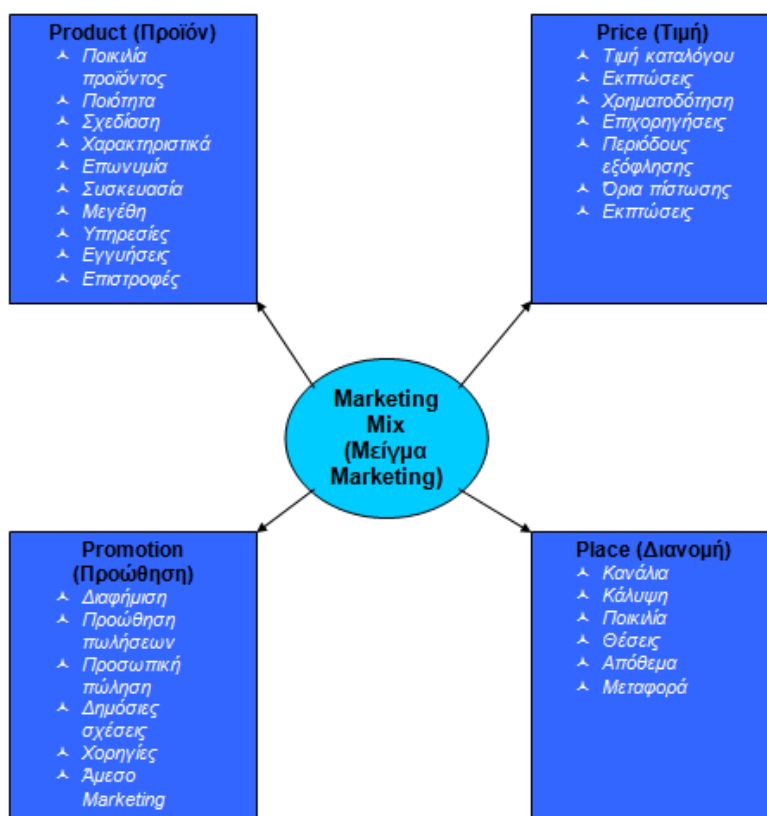 Product (Προϊόν)
Ποικιλία
προϊόντος
Ποιότητα
Σχεδίαση
Χαρακτηριστικά
Επωνυμία
Συσκευασία
Μεγέθη
Υπηρεσίες
Εγγυήσεις
Επιστροφές
Price (Τιμή)
Τιμή καταλόγου
Εκπτώσεις
Χρηματοδότηση
Επιχορηγήσεις
Περιόδους
εξόφλησης
Όρια πίστωσης
Εκπτώσεις
Marketing
Mix
(Μείγμα
Marketing)
Promotion
(Προώθηση)
Διαφήμιση
Προώθηση
πωλήσεων
Προσωπική
πώληση
Δημόσιες
σχέσεις
Χορηγίες
Άμεσο
Marketing
Place (Διανομή)
Κανάλια
Κάλυψη
Ποικιλία
Θέσεις
Απόθεμα
Μεταφορά